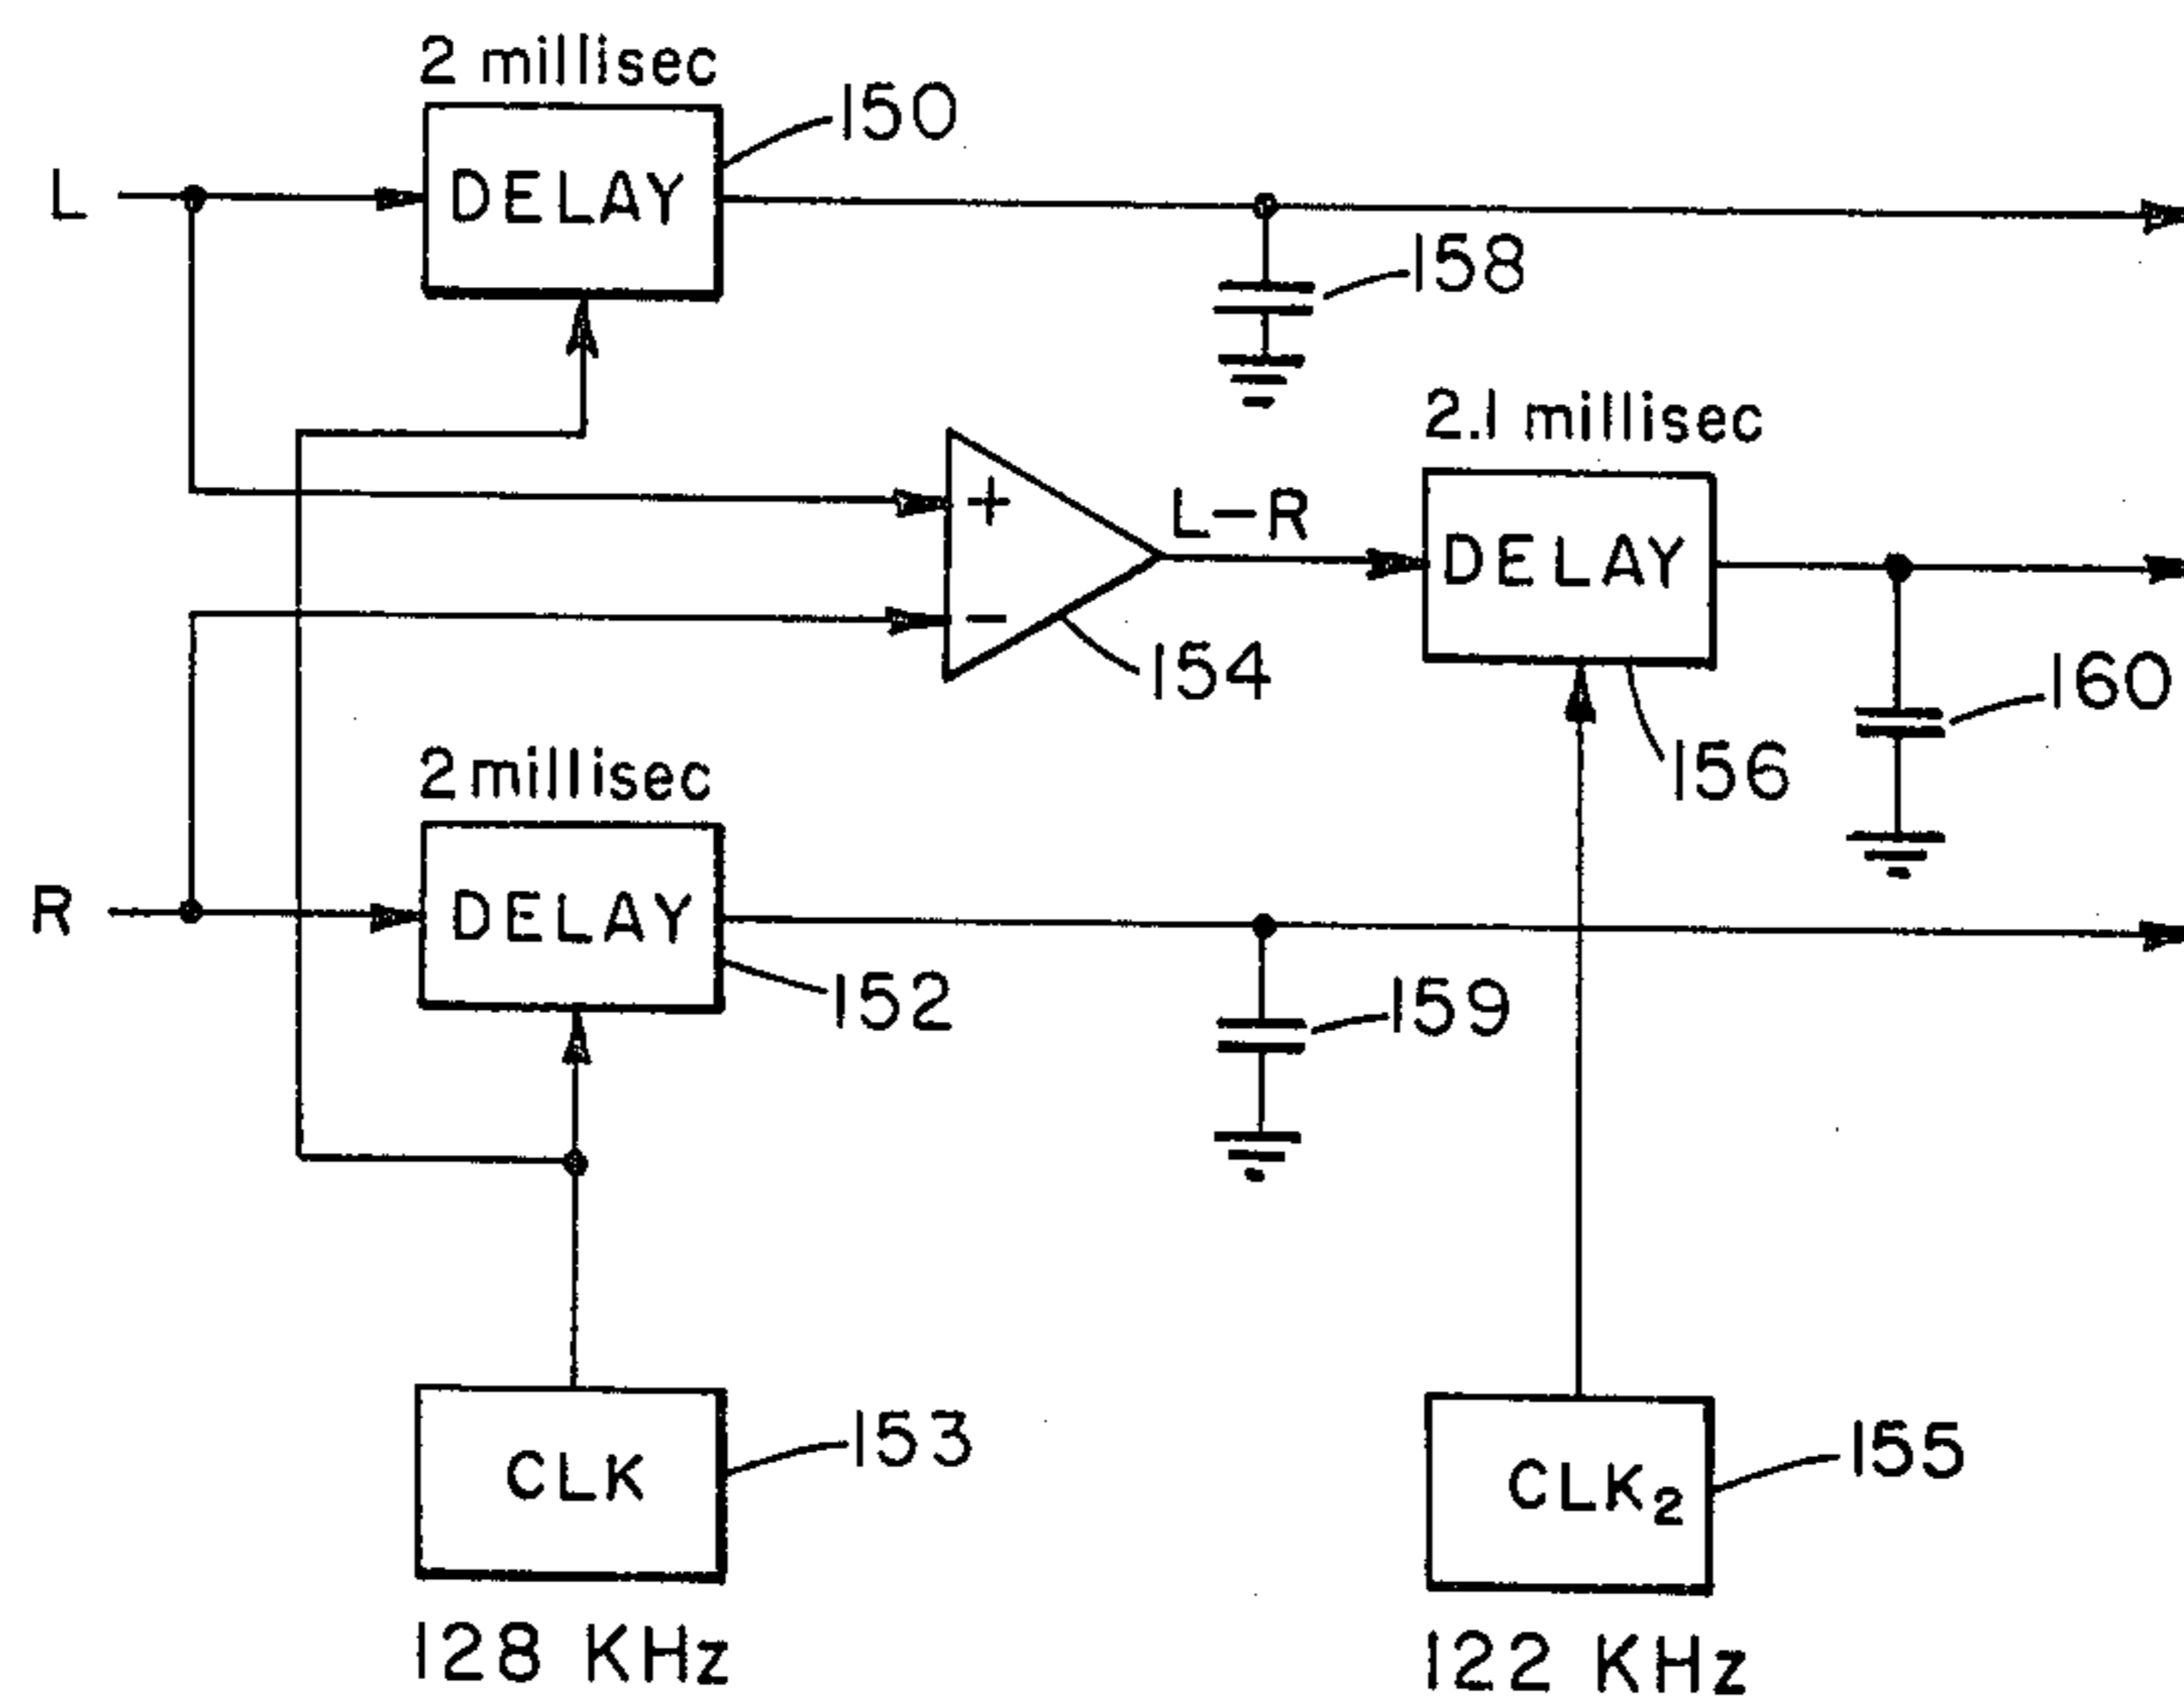 2 millisec
150
L
DELAY
158
2.1 millisec
+
L-R
DELAY
-
154
160
156
2 millisec
R
DELAY
152
159
CLK
153
CLK₂
155
128 KHz
122 KHz